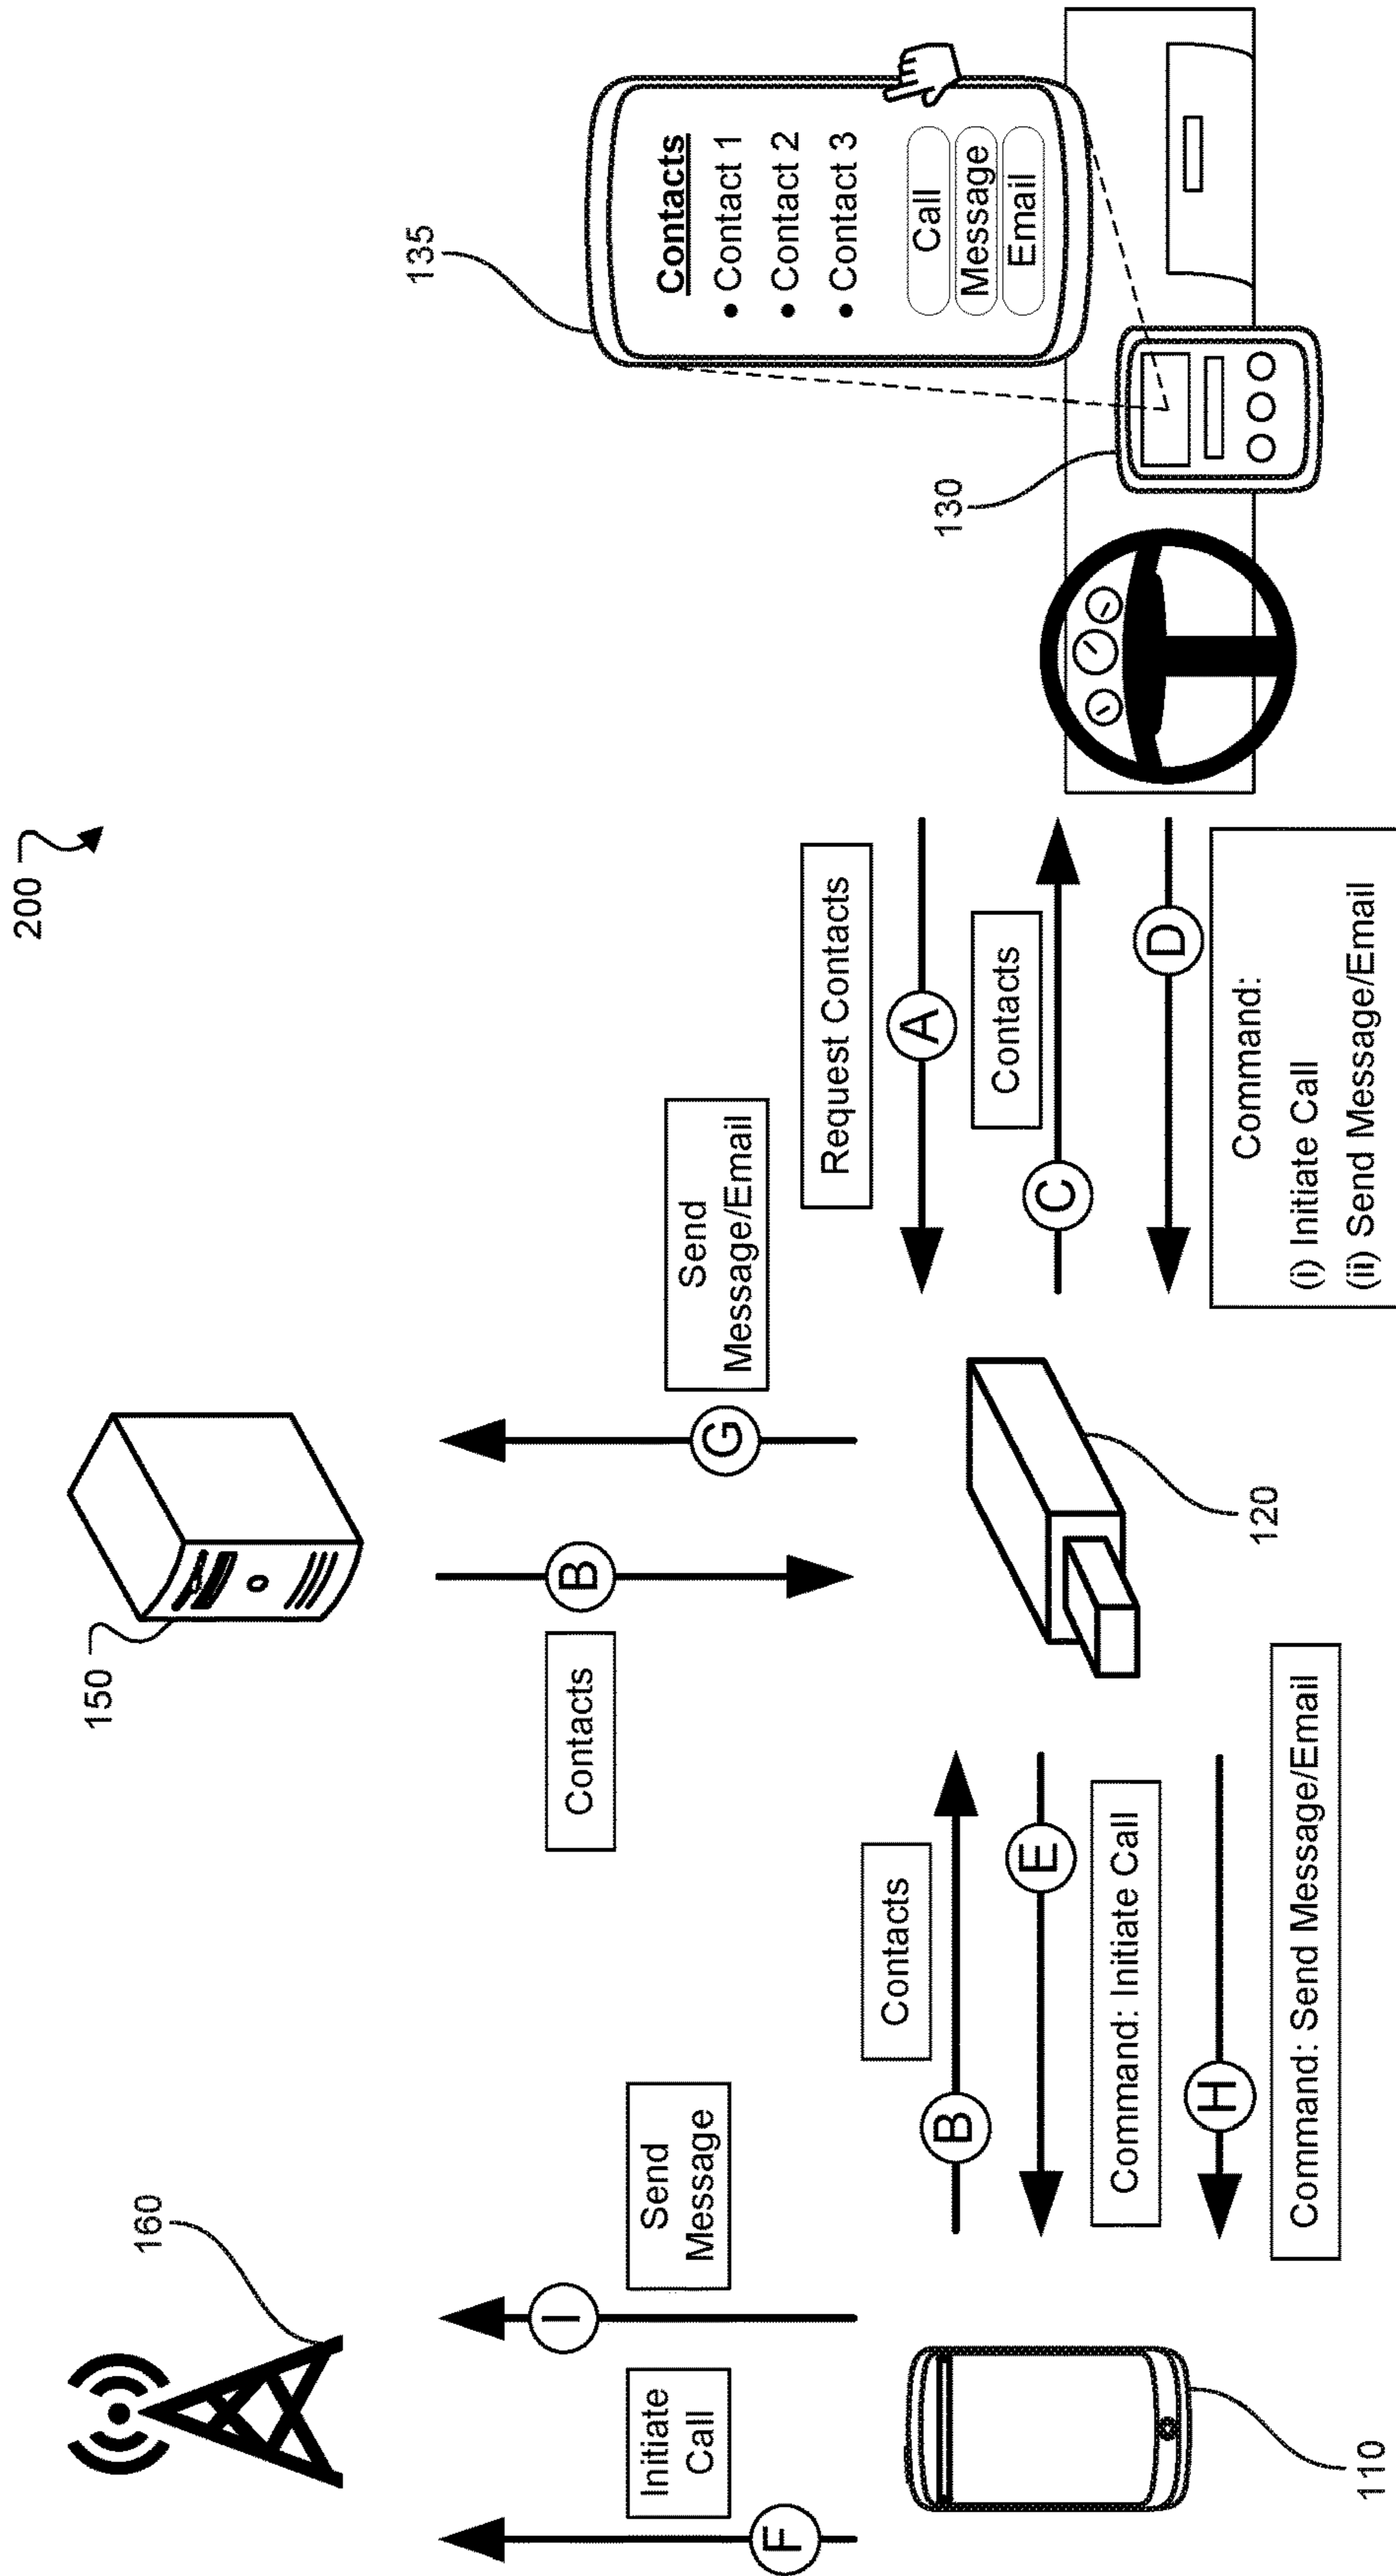 200
160
150
135
Initiate
Call
Send
Message
F
I
Contacts
B
G
Send
Message/Email
Contacts
• Contact 1
• Contact 2
• Contact 3
Call
Message
Email
Contacts
B
E
Command: Initiate Call
H
Command: Send Message/Email
Request Contacts
A
Contacts
C
D
Command:
(i) Initiate Call
(ii) Send Message/Email
110
120
130